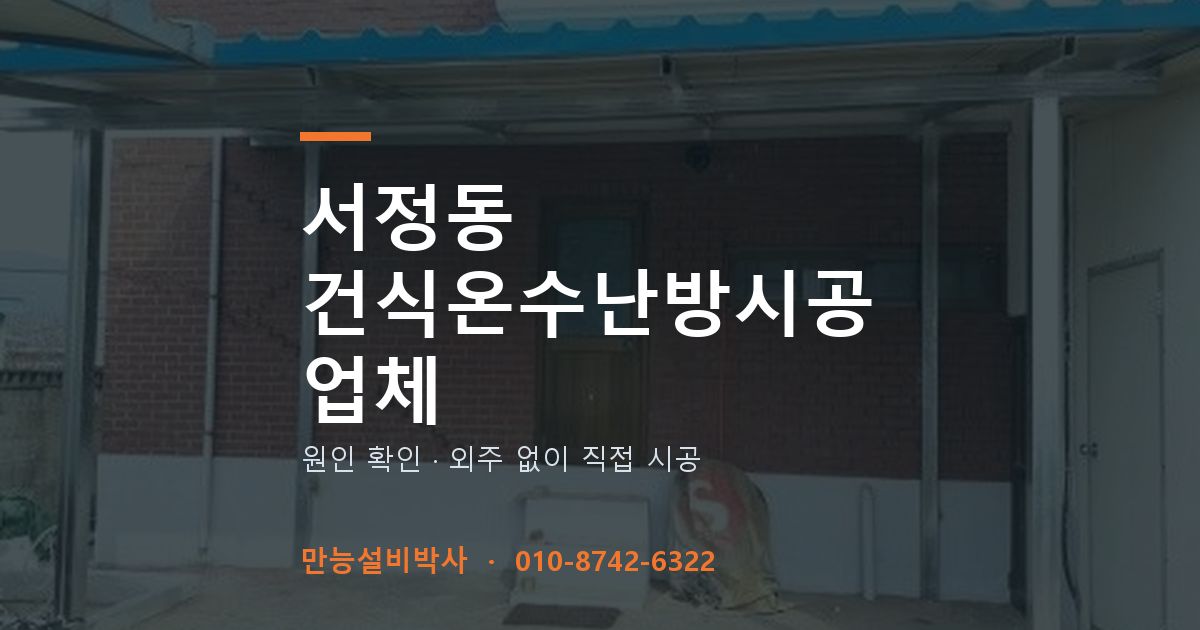 서정동
건식온수난방시공
업체
원인 확인 · 외주 없이 직접 시공
만능설비박사 · 010-8742-6322
S